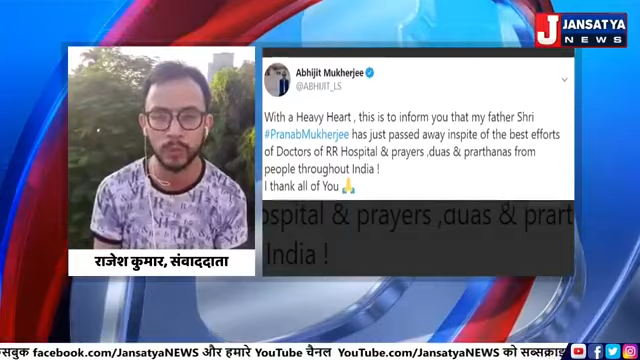 JANSATYA
NEWS
Abhijit Mukherjee
@ABHIJIT_LS
With a Heavy Heart , this is to inform you that my father Shri
#PranabMukherjee has just passed away inspite of the best efforts
of Doctors of RR Hospital & prayers ,duas & prarthanas from
people throughout India !
I thank all of You 🙏
ospital & prayers ,duas & prart
India !
राजेश कुमार, संवाददाता
facebook.com/JansatyaNEWS और हमारे YouTube चैनल YouTube.com/JansatyaNEWS को सब्सक्राइ